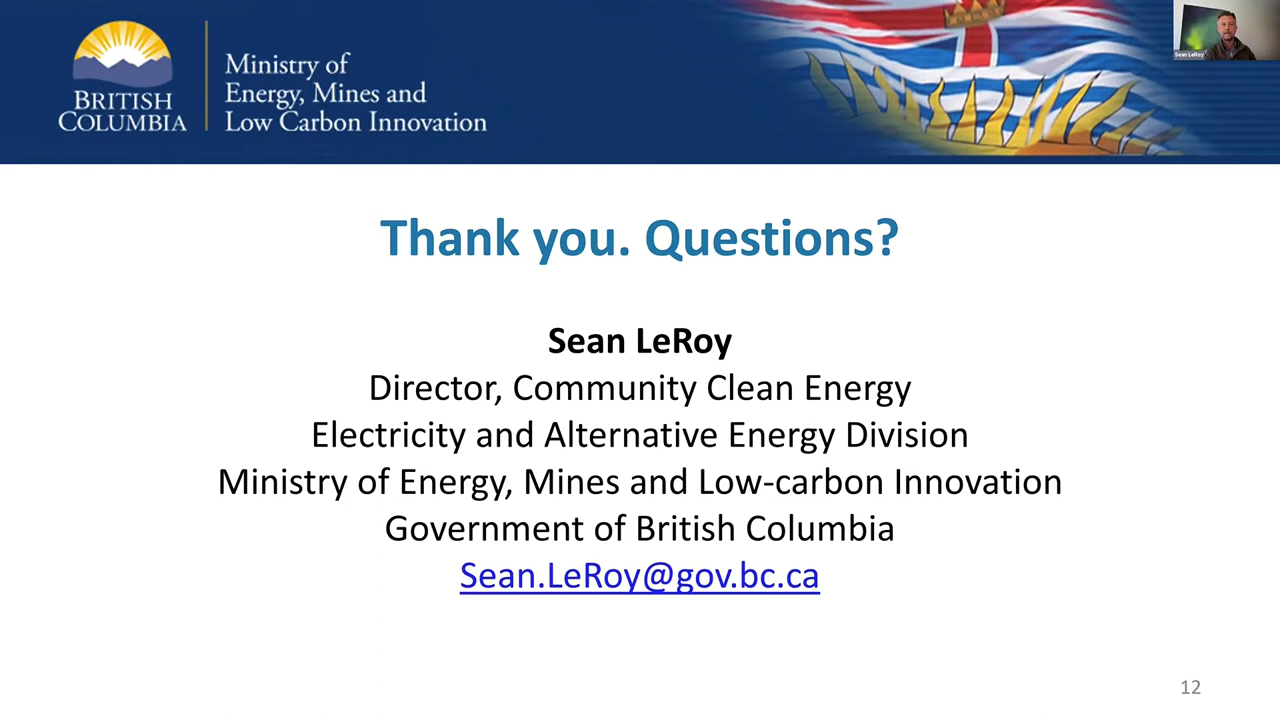 BRITISH
COLUMBIA
Ministry of
Energy, Mines and
Low Carbon Innovation
Sean LeRoy
Thank you. Questions?
Sean LeRoy
Director, Community Clean Energy
Electricity and Alternative Energy Division
Ministry of Energy, Mines and Low-carbon Innovation
Government of British Columbia
Sean.LeRoy@gov.bc.ca
12